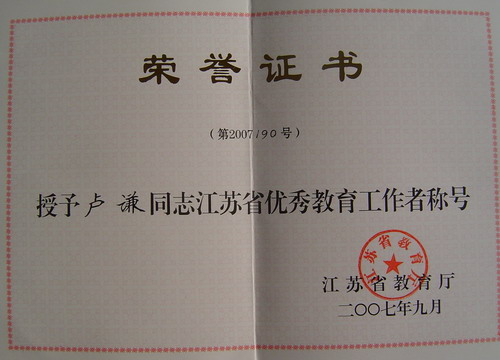 荣誉证书
（第2007190号）
授予卢谦同志江苏省优秀教育工作者称号
江苏省教育厅
江苏省教育厅
二〇〇七年九月